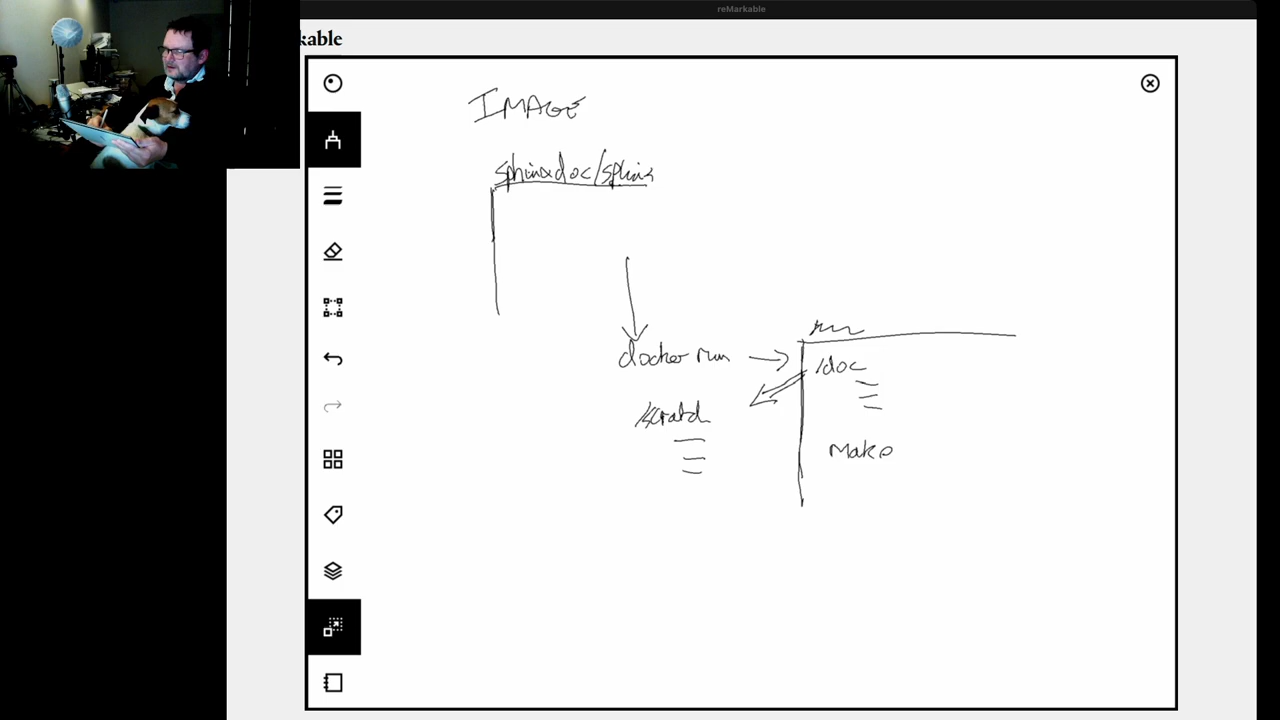 reMarkable
kable
IMAGE
sphinxdoc/sphinx
docker run
run
/doc
/scratch
Make